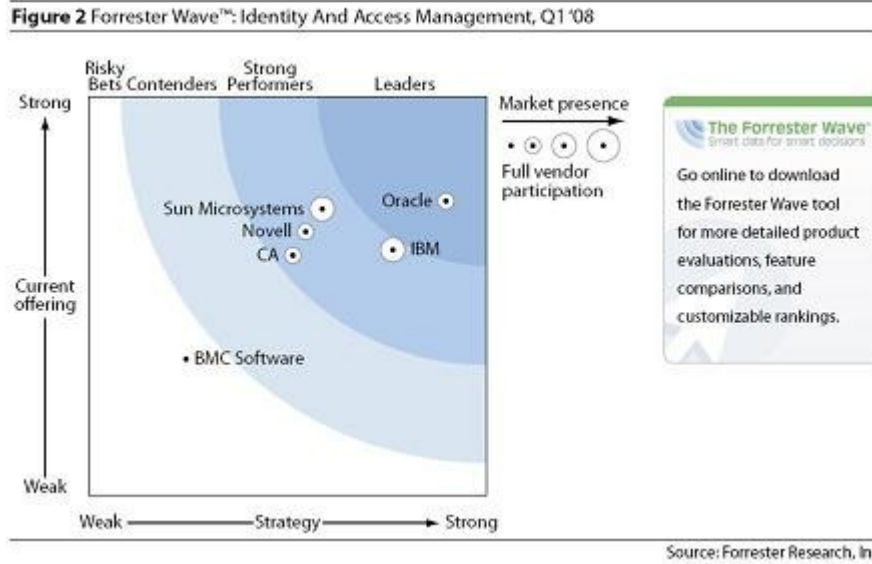 Figure 2 Forrester Wave™: Identity And Access Management, Q1 '08
Risky
Bets
Contenders
Strong
Performers
Leaders
Strong
Market presence
Full vendor
participation
Sun Microsystems
Oracle
Novell
CA
IBM
Current
offering
BMC Software
Weak
Weak
Strategy
Strong
The Forrester Wave™
Smart data for smart decisions
Go online to download
the Forrester Wave tool
for more detailed product
evaluations, feature
comparisons, and
customizable rankings.
Source: Forrester Research, In